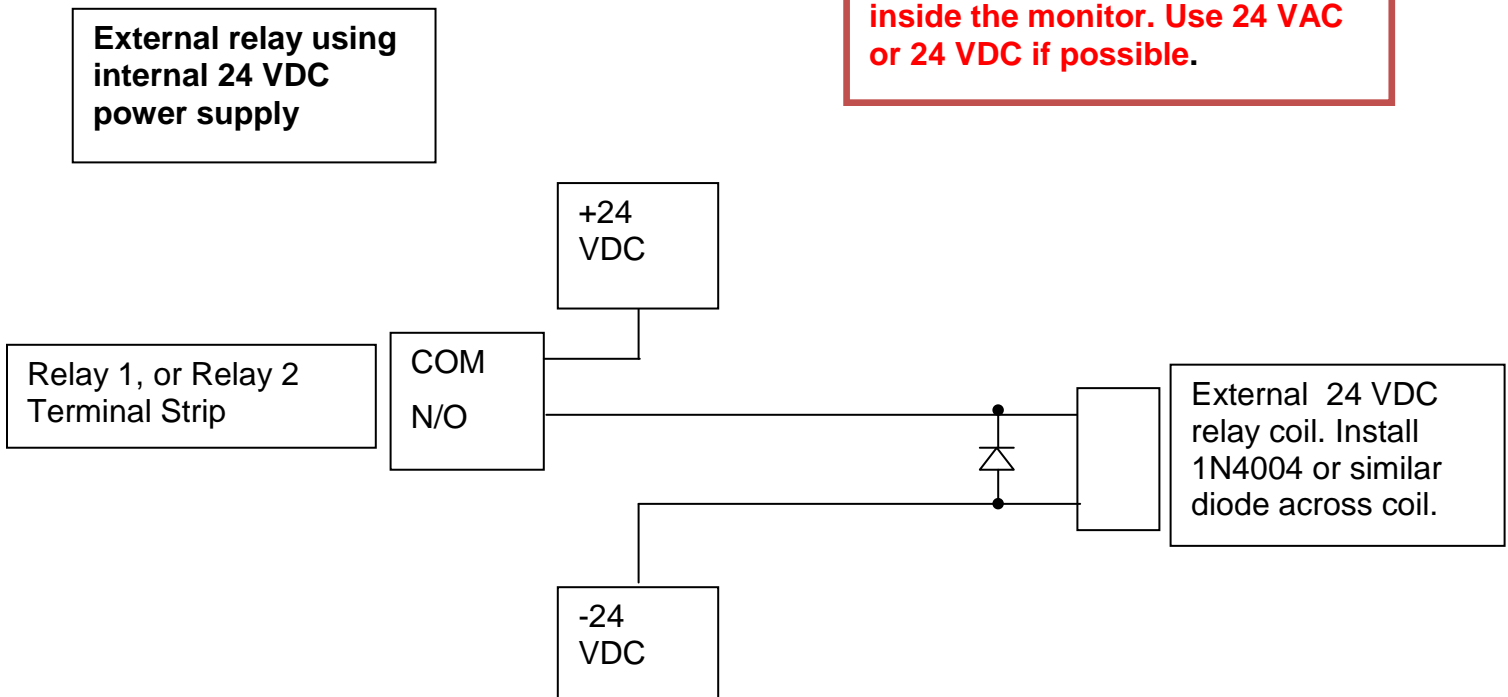 External relay using
internal 24 VDC
power supply
inside the monitor. Use 24 VAC
or 24 VDC if possible.
+24
VDC
Relay 1, or Relay 2
Terminal Strip
COM
N/O
External  24 VDC
relay coil. Install
1N4004 or similar
diode across coil.
-24
VDC